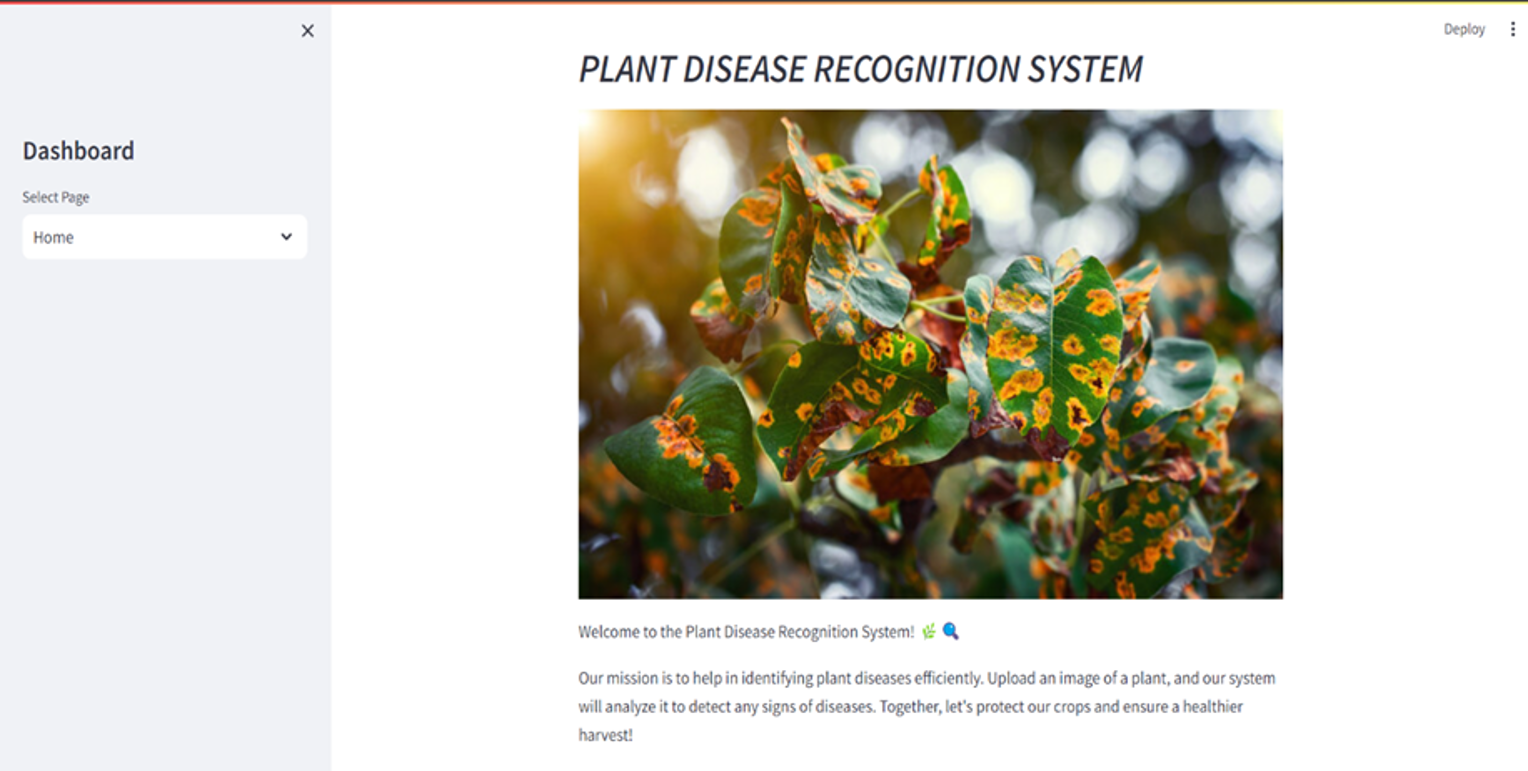 Deploy
Dashboard
Select Page
Home
PLANT DISEASE RECOGNITION SYSTEM
Welcome to the Plant Disease Recognition System! 🌿 🔍
Our mission is to help in identifying plant diseases efficiently. Upload an image of a plant, and our system
will analyze it to detect any signs of diseases. Together, let's protect our crops and ensure a healthier
harvest!